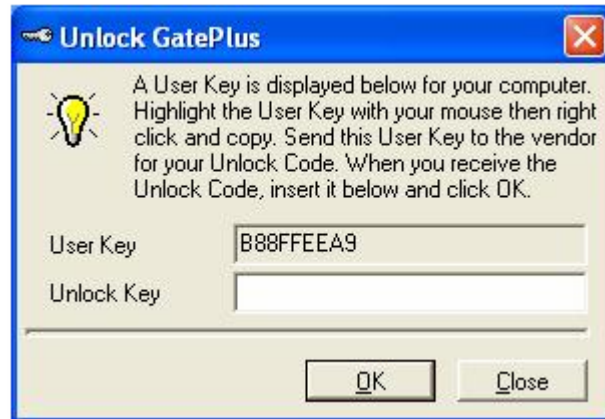 Unlock GatePlus
A User Key is displayed below for your computer.
Highlight the User Key with your mouse then right
click and copy. Send this User Key to the vendor
for your Unlock Code. When you receive the
Unlock Code, insert it below and click OK.
User Key B88FFEEA9
Unlock Key
OK Close